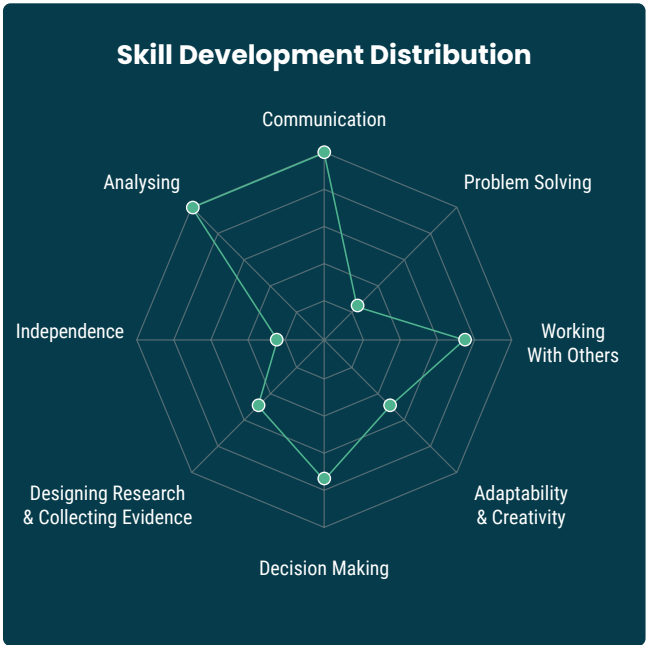 Skill Development Distribution
Communication
Analysing
Problem Solving
Independence
Working
With Others
Designing Research
& Collecting Evidence
Adaptability
& Creativity
Decision Making